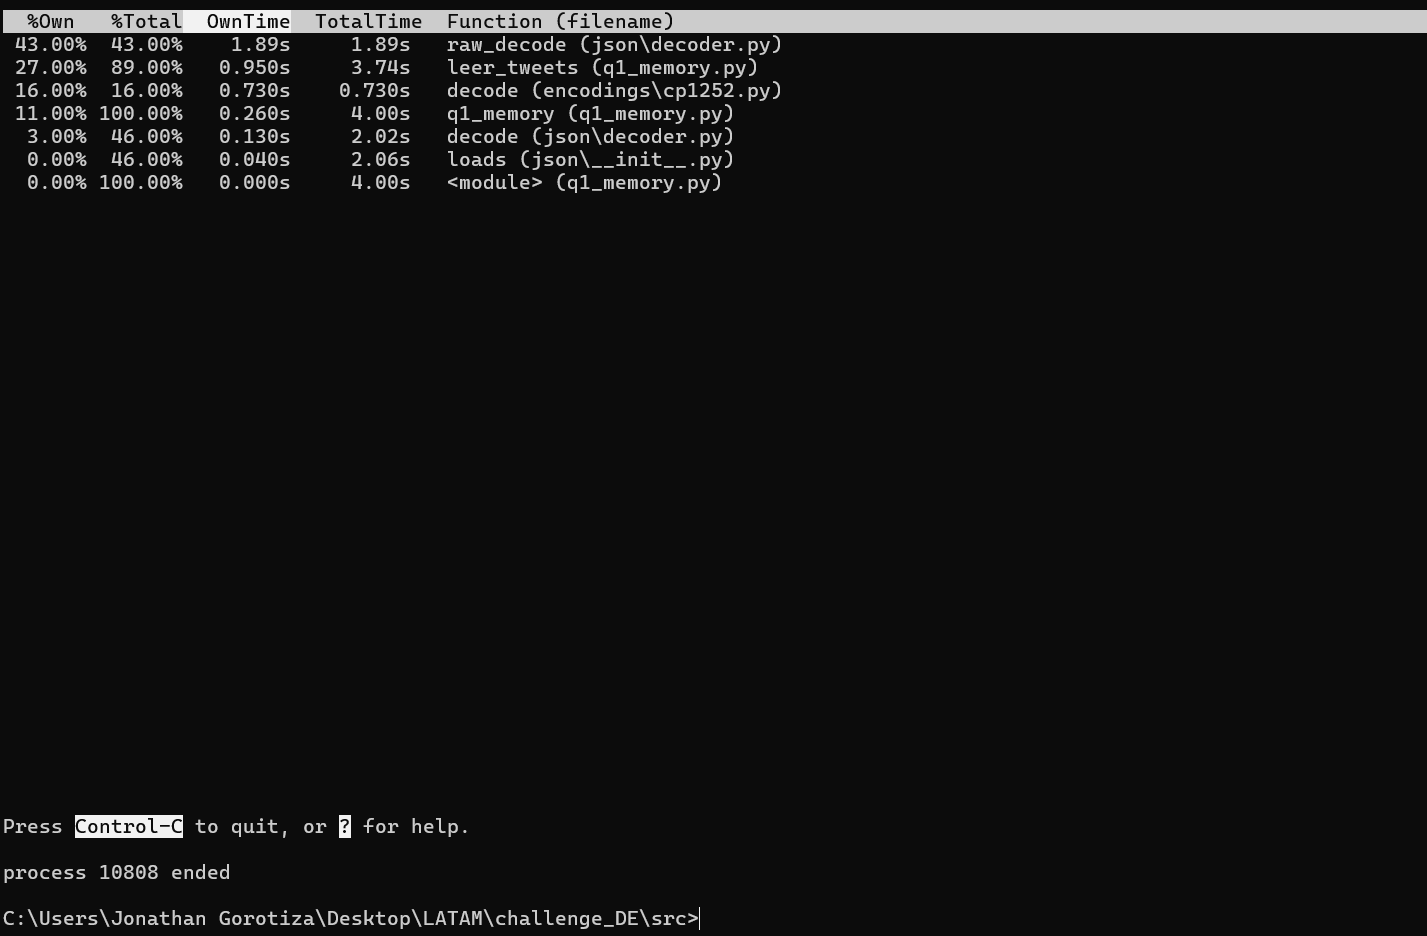 %Own %Total OwnTime TotalTime Function (filename)
43.00% 43.00% 1.89s 1.89s raw_decode (json\decoder.py)
27.00% 89.00% 0.950s 3.74s leer_tweets (q1_memory.py)
16.00% 16.00% 0.730s 0.730s decode (encodings\cp1252.py)
11.00% 100.00% 0.260s 4.00s q1_memory (q1_memory.py)
3.00% 46.00% 0.130s 2.02s decode (json\decoder.py)
0.00% 46.00% 0.040s 2.06s loads (json\__init__.py)
0.00% 100.00% 0.000s 4.00s <module> (q1_memory.py)
Press Control-C to quit, or ? for help.
process 10808 ended
C:\Users\Jonathan Gorotiza\Desktop\LATAM\challenge_DE\src>